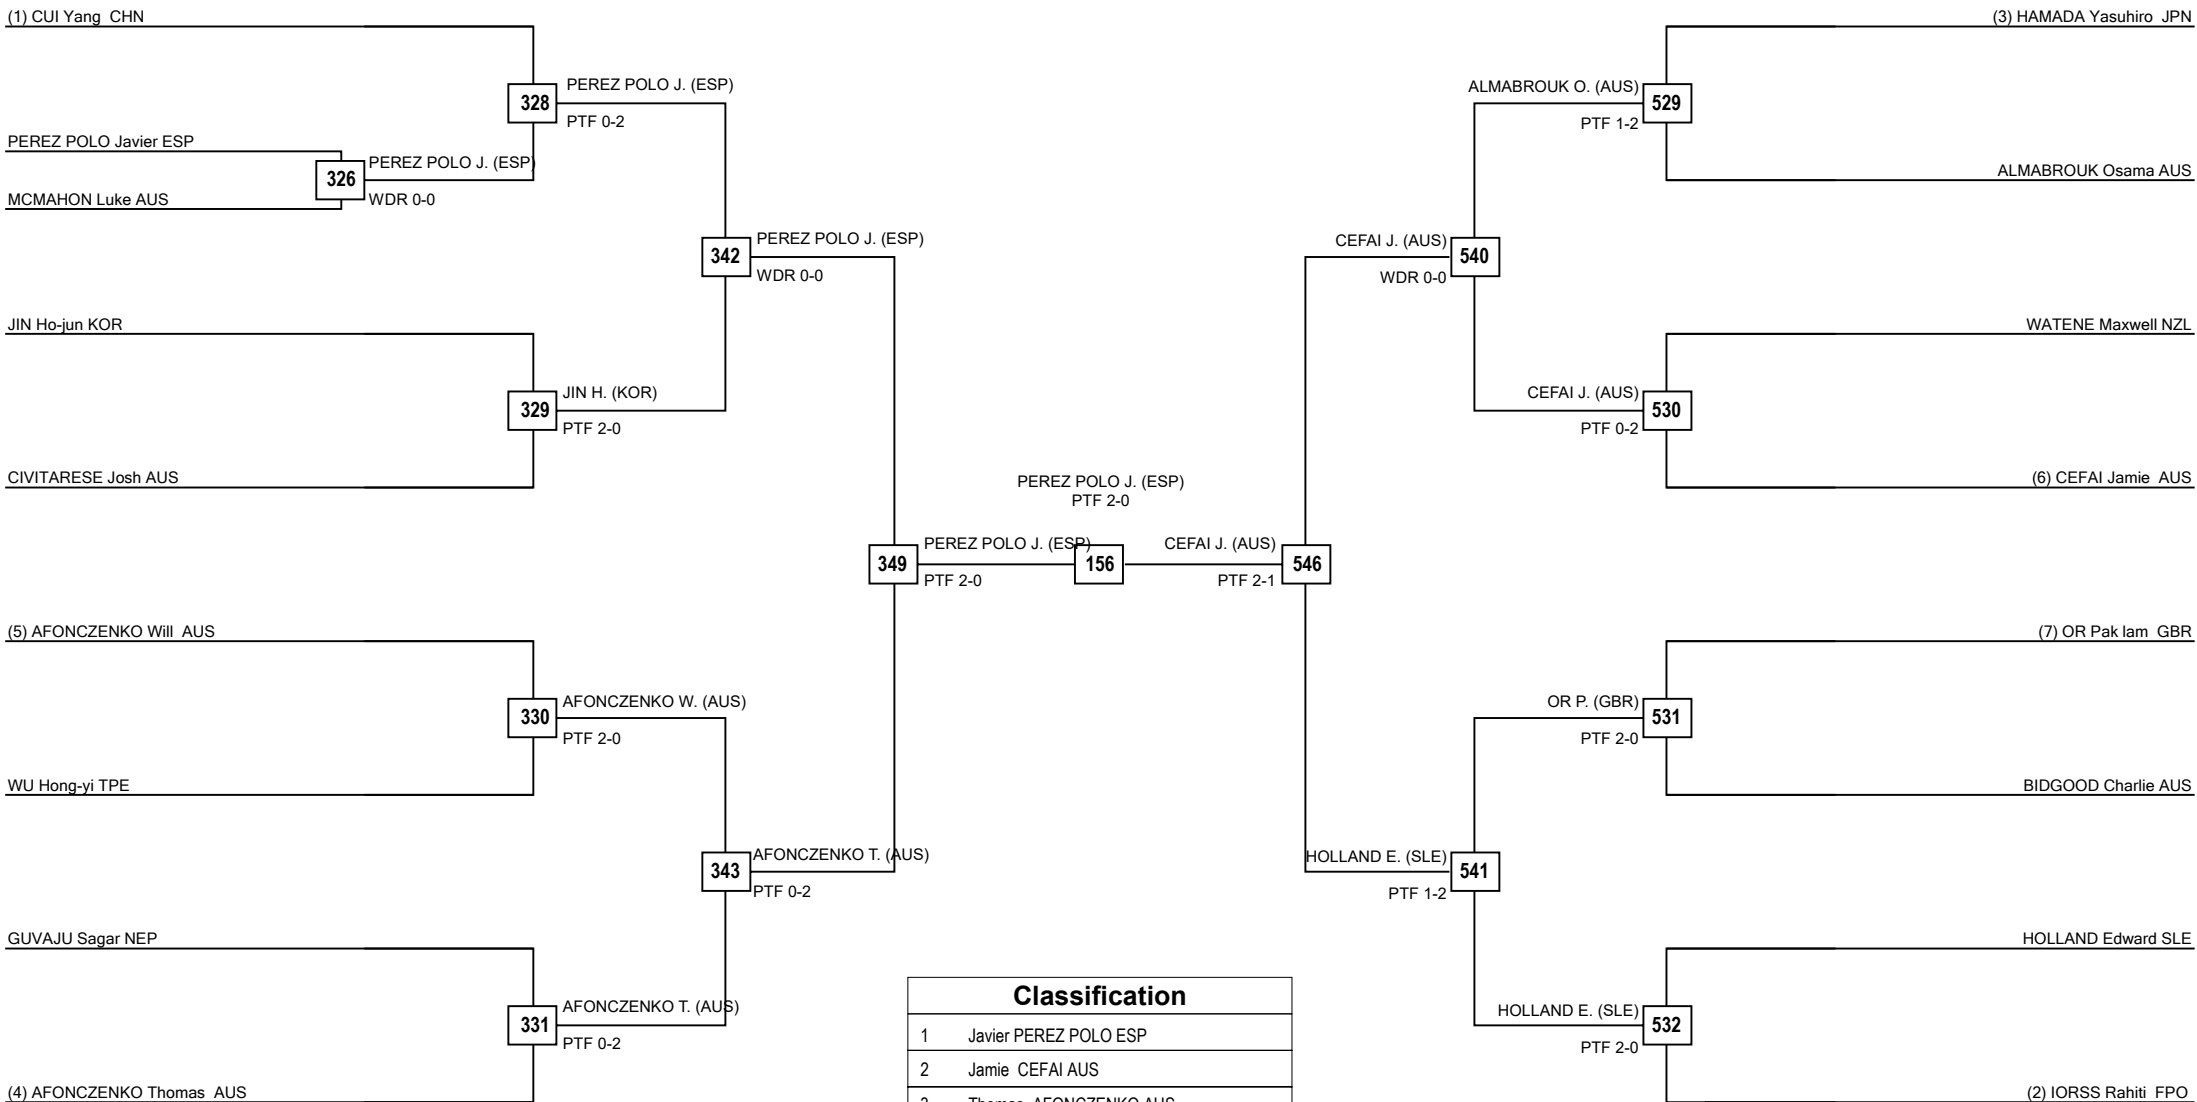 (1) CUI Yang  CHN
328
PEREZ POLO J. (ESP)
PTF 0-2
PEREZ POLO Javier ESP
326
PEREZ POLO J. (ESP)
WDR 0-0
MCMAHON Luke AUS
342
PEREZ POLO J. (ESP)
WDR 0-0
JIN Ho-jun KOR
329
JIN H. (KOR)
PTF 2-0
CIVITARESE Josh AUS
349
PEREZ POLO J. (ESP)
PTF 2-0
(5) AFONCZENKO Will  AUS
330
AFONCZENKO W. (AUS)
PTF 2-0
WU Hong-yi TPE
343
AFONCZENKO T. (AUS)
PTF 0-2
GUVAJU Sagar NEP
331
AFONCZENKO T. (AUS)
PTF 0-2
(4) AFONCZENKO Thomas  AUS
PEREZ POLO J. (ESP)
PTF 2-0
156
(3) HAMADA Yasuhiro  JPN
ALMABROUK O. (AUS)
529
PTF 1-2
ALMABROUK Osama AUS
CEFAI J. (AUS)
540
WDR 0-0
WATENE Maxwell NZL
CEFAI J. (AUS)
530
PTF 0-2
(6) CEFAI Jamie  AUS
CEFAI J. (AUS)
546
PTF 2-1
(7) OR Pak lam  GBR
OR P. (GBR)
531
PTF 2-0
BIDGOOD Charlie AUS
HOLLAND E. (SLE)
541
PTF 1-2
HOLLAND Edward SLE
HOLLAND E. (SLE)
532
PTF 2-0
(2) IORSS Rahiti  FPO
Classification
1 Javier PEREZ POLO ESP
2 Jamie  CEFAI AUS
3 Thomas  AFONCZENKO AUS